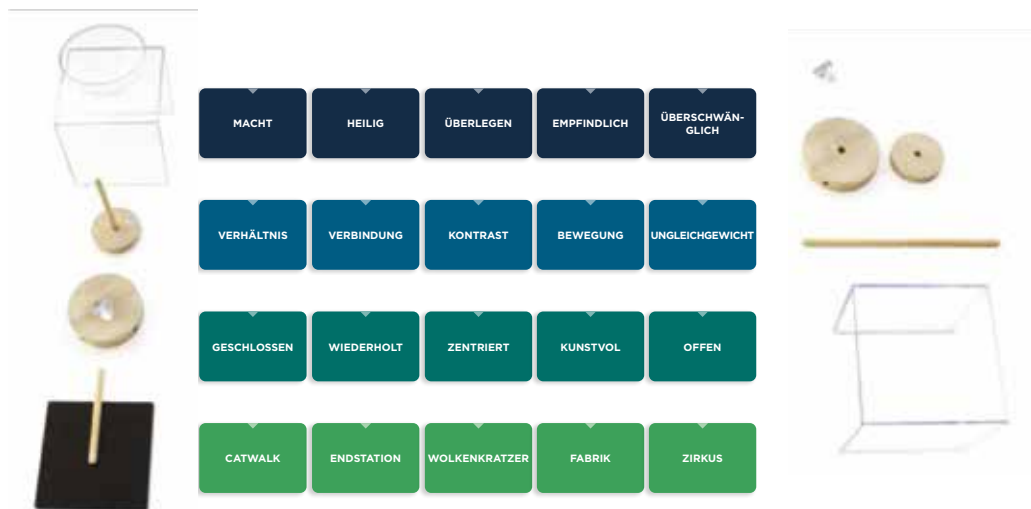 MACHT
HEILIG
ÜBERLEGEN
EMPFINDLICH
ÜBERSCHWÄN-
GLICH
VERHÄLTNIS
VERBINDUNG
KONTRAST
BEWEGUNG
UNGLEICHGEWICHT
GESCHLOSSEN
WIEDERHOLT
ZENTRIERT
KUNSTVOL
OFFEN
CATWALK
ENDSTATION
WOLKENKRATZER
FABRIK
ZIRKUS